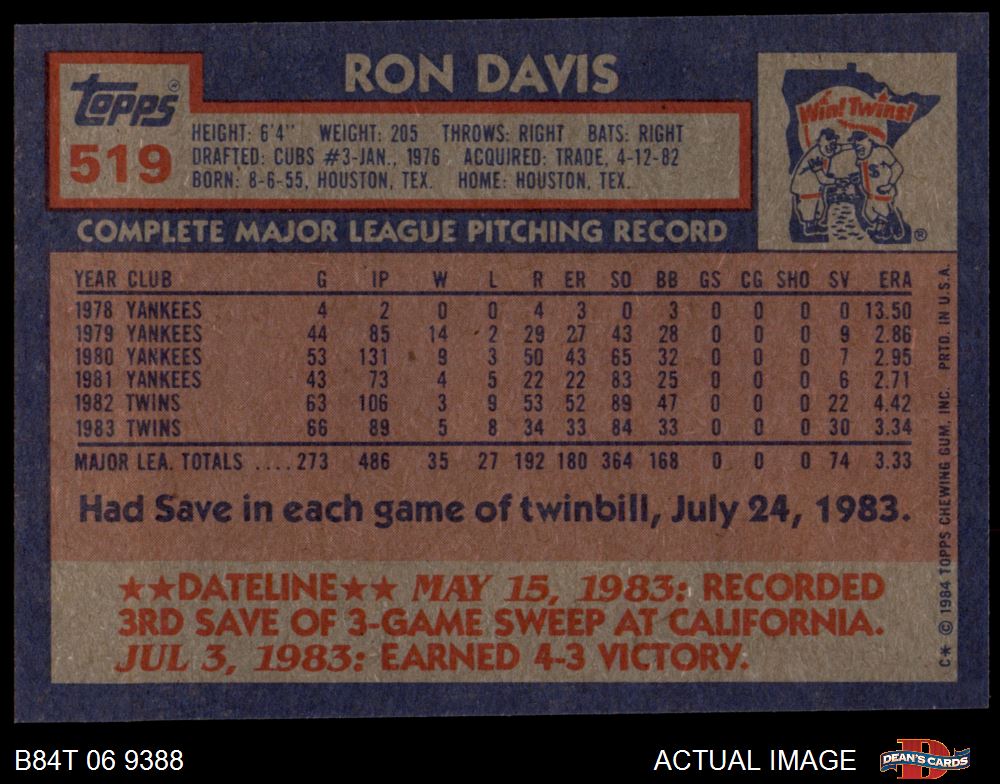 RON DAVIS
Topps®
519
HEIGHT: 6'4" WEIGHT: 205 THROWS: RIGHT BATS: RIGHT
DRAFTED: CUBS #3-JAN., 1976 ACQUIRED: TRADE, 4-12-82
BORN: 8-6-55, HOUSTON, TEX. HOME: HOUSTON, TEX.
Win! Twins!
®
COMPLETE MAJOR LEAGUE PITCHING RECORD
YEAR CLUB G IP W L R ER SO BB GS CG SHO SV ERA
1978 YANKEES 4 2 0 0 4 3 0 3 0 0 0 0 13.50
1979 YANKEES 44 85 14 2 29 27 43 28 0 0 0 9 2.86
1980 YANKEES 53 131 9 3 50 43 65 32 0 0 0 7 2.95
1981 YANKEES 43 73 4 5 22 22 83 25 0 0 0 6 2.71
1982 TWINS 63 106 3 9 53 52 89 47 0 0 0 22 4.42
1983 TWINS 66 89 5 8 34 33 84 33 0 0 0 30 3.34
MAJOR LEA. TOTALS ....273 486 35 27 192 180 364 168 0 0 0 74 3.33
Had Save in each game of twinbill, July 24, 1983.
★★DATELINE★★ MAY 15, 1983: RECORDED
3RD SAVE OF 3-GAME SWEEP AT CALIFORNIA.
JUL 3, 1983: EARNED 4-3 VICTORY.
C* © 1984 TOPPS CHEWING GUM, INC. PRTD. IN U.S.A.
B84T 06 9388
ACTUAL IMAGE
DEAN'S CARDS